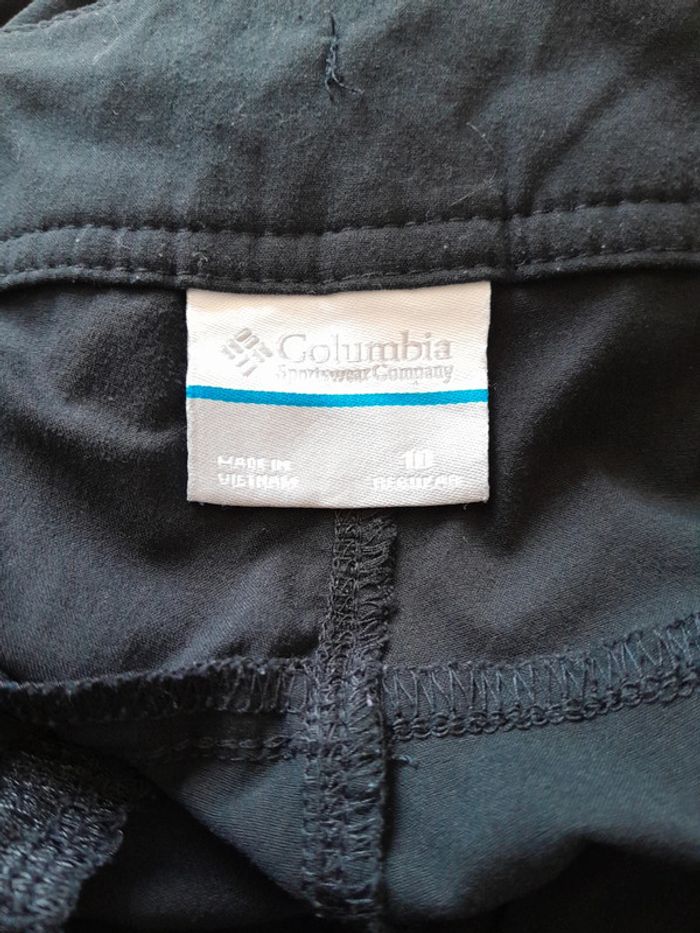 Columbia
Sportswear Company
MADE IN
VIETNAM
10
REGULAR